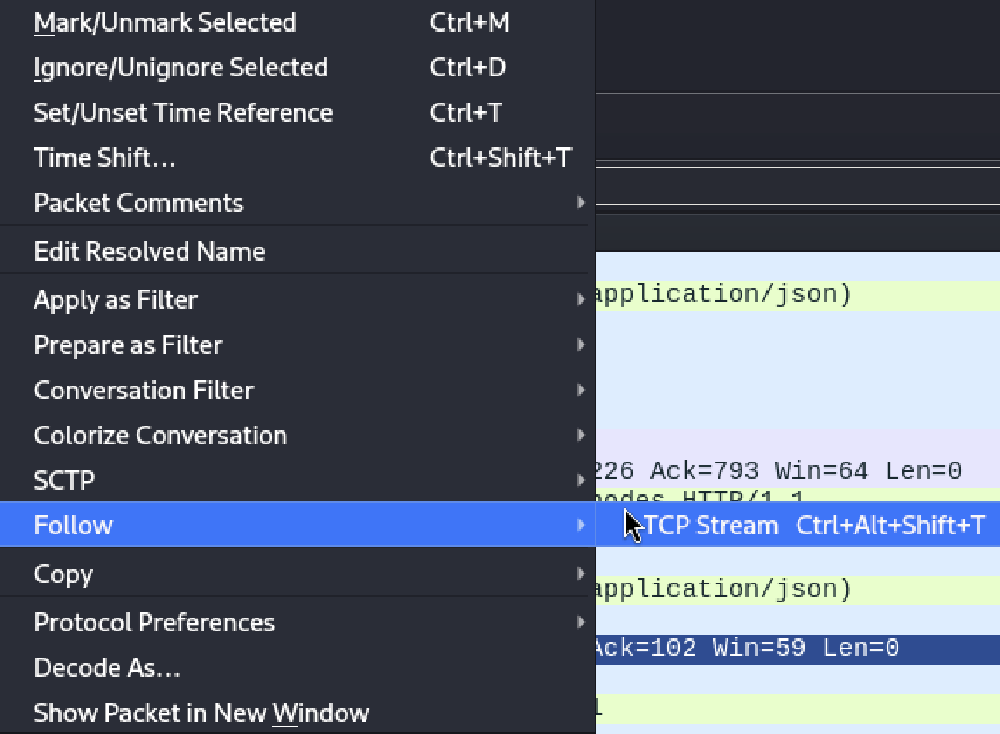 Mark/Unmark Selected Ctrl+M
Ignore/Unignore Selected Ctrl+D
Set/Unset Time Reference Ctrl+T
Time Shift… Ctrl+Shift+T
Packet Comments
Edit Resolved Name
Apply as Filter
application/json)
Prepare as Filter
Conversation Filter
Colorize Conversation
SCTP
226 Ack=793 Win=64 Len=0
HTTP/1.1
Follow TCP Stream Ctrl+Alt+Shift+T
Copy
application/json)
Protocol Preferences
Ack=102 Win=59 Len=0
Decode As…
Show Packet in New Window